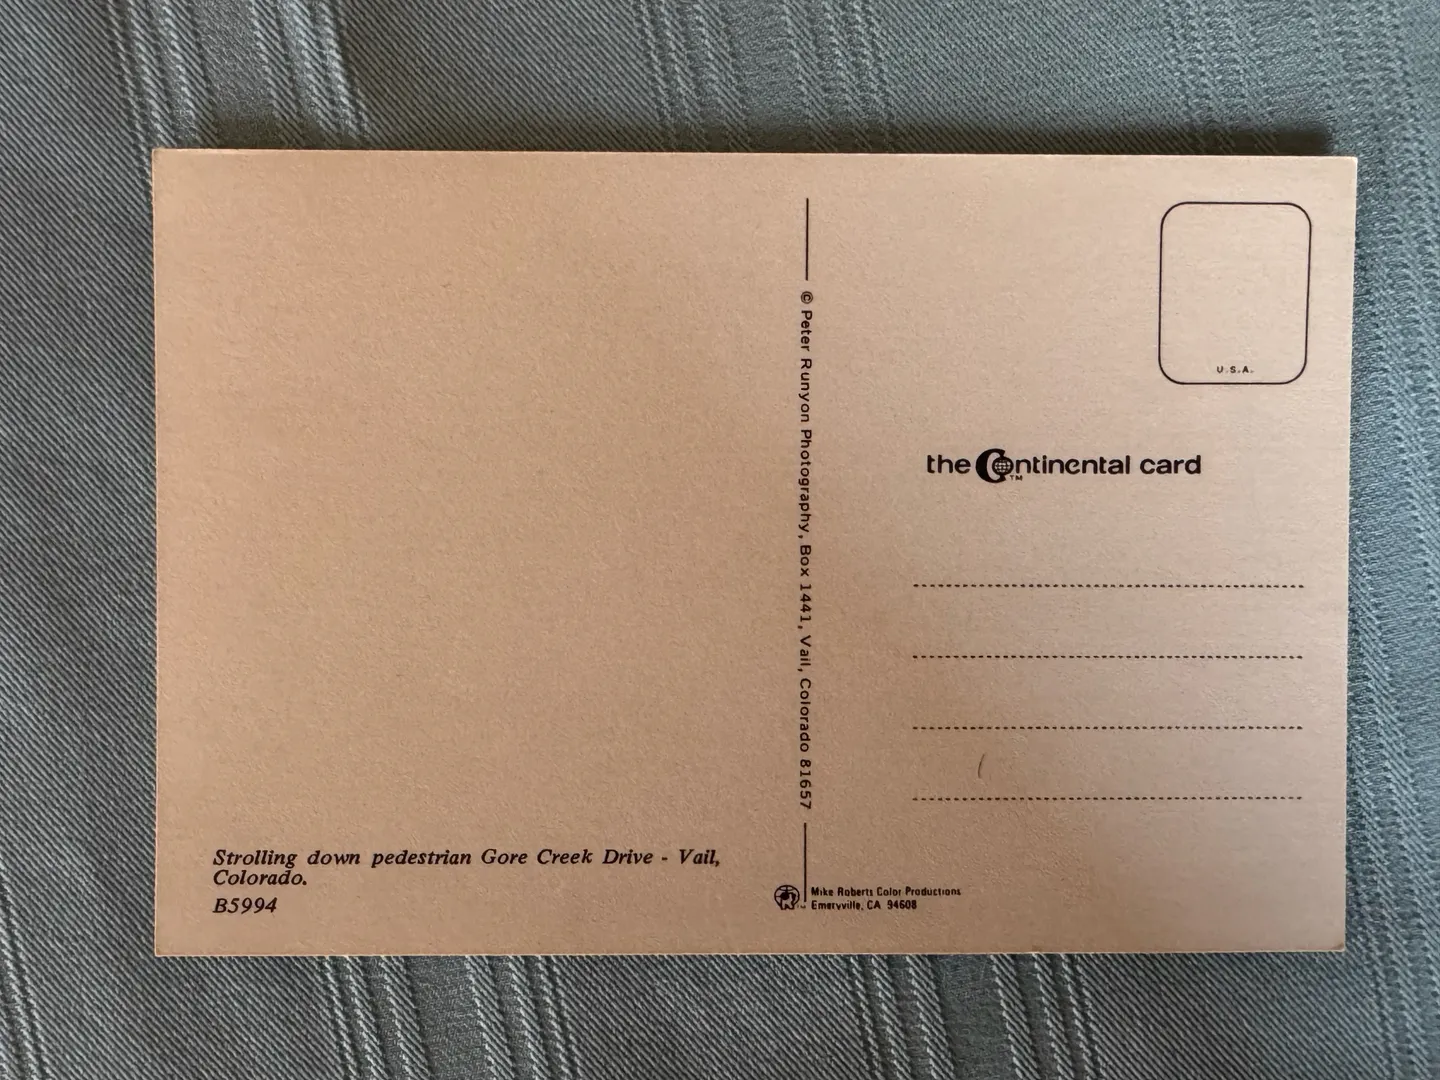 Strolling down pedestrian Gore Creek Drive - Vail,
Colorado.
B5994
© Peter Runyon Photography, Box 1441, Vail, Colorado 81657
Mike Roberts Color Productions
Emeryville, CA 94608
TM
U.S.A.
the Continental card
TM